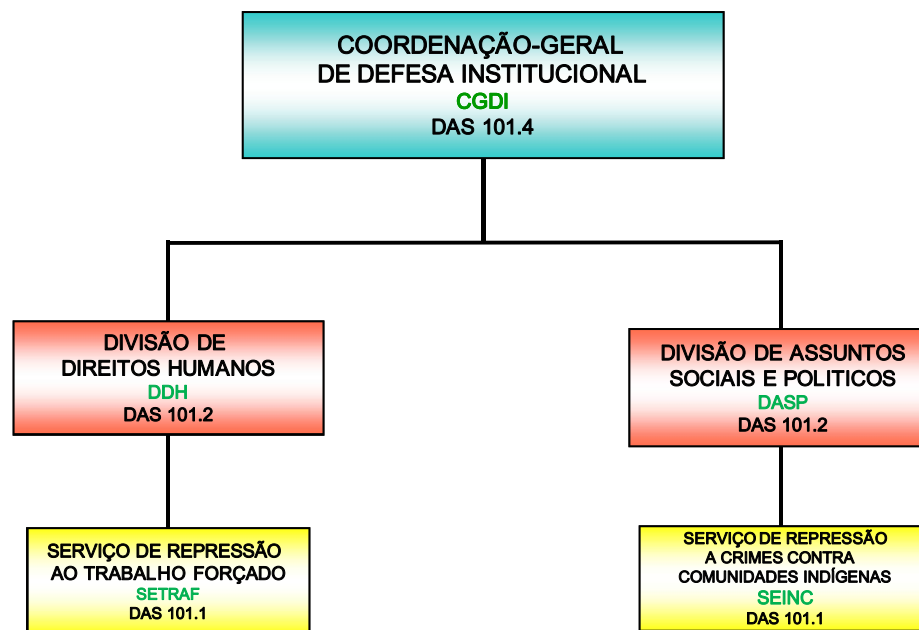 COORDENAÇÃO-GERAL
DE DEFESA INSTITUCIONAL
CGDI
DAS 101.4
DIVISÃO DE
DIREITOS HUMANOS
DDH
DAS 101.2
DIVISÃO DE ASSUNTOS
SOCIAIS E POLITICOS
DASP
DAS 101.2
SERVIÇO DE REPRESSÃO
AO TRABALHO FORÇADO
SETRAF
DAS 101.1
SERVIÇO DE REPRESSÃO
A CRIMES CONTRA
COMUNIDADES INDÍGENAS
SEINC
DAS 101.1